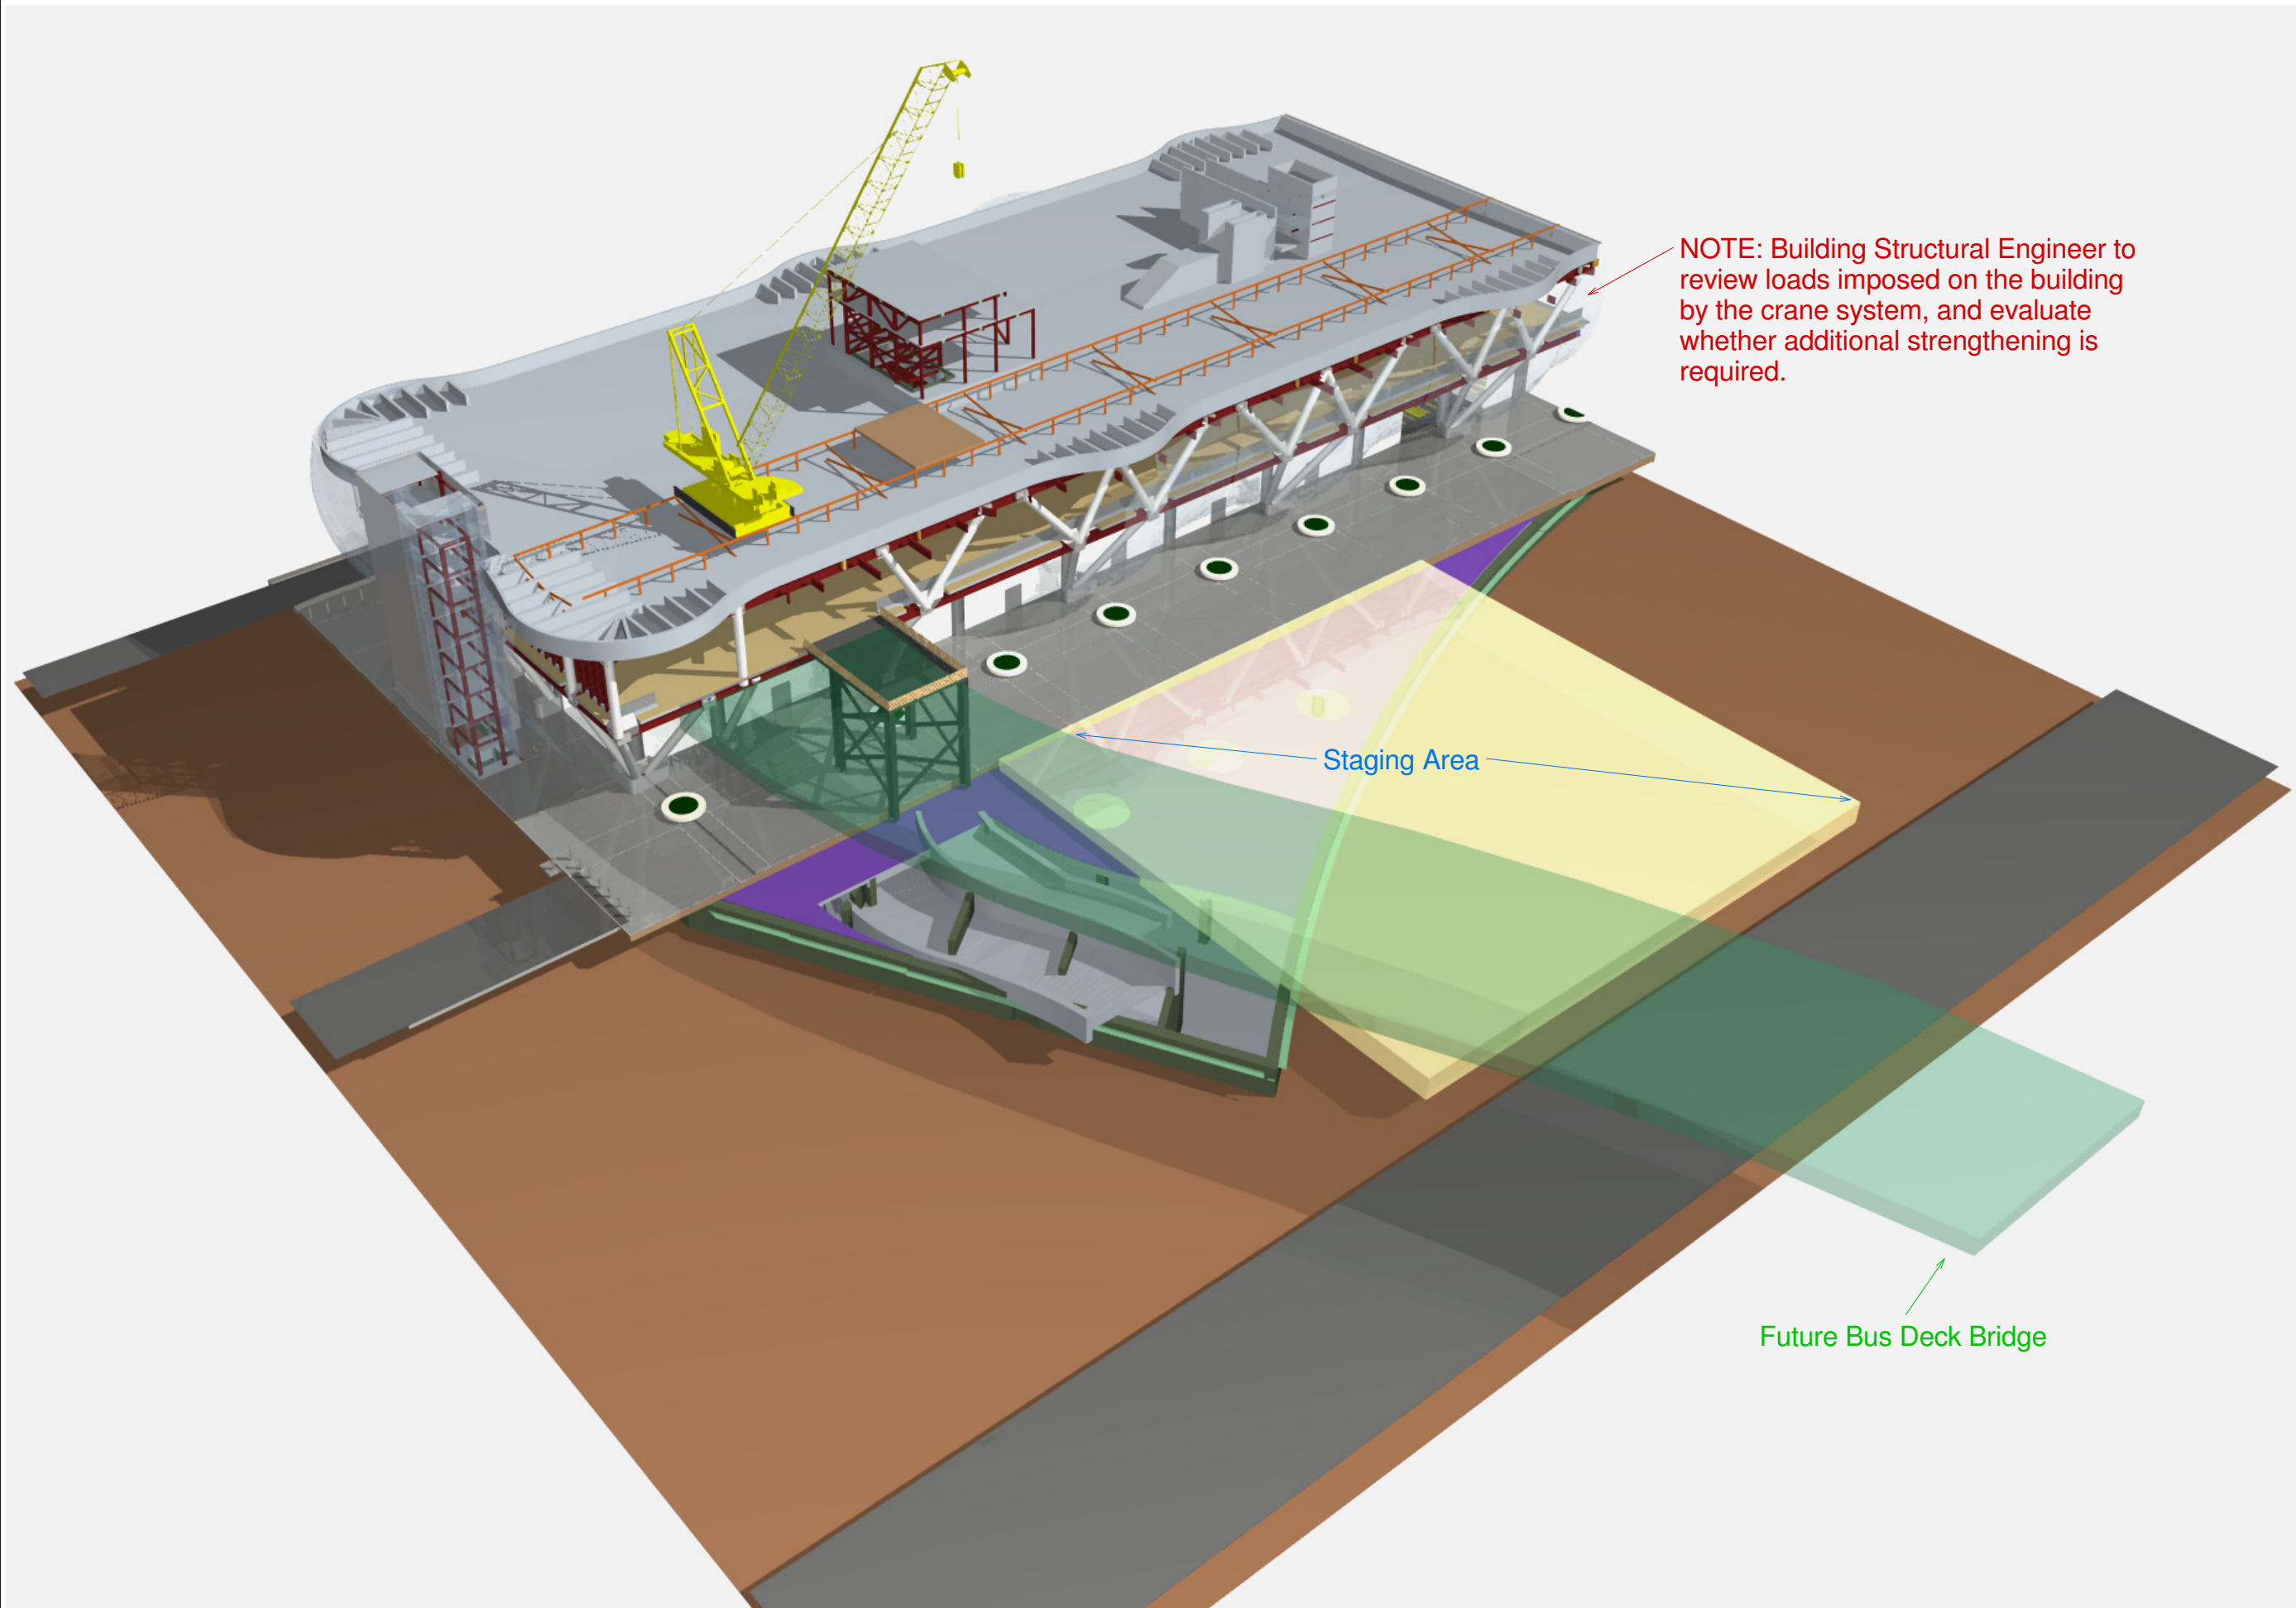 NOTE: Building Structural Engineer to
review loads imposed on the building
by the crane system, and evaluate
whether additional strengthening is
required.
Staging Area
Future Bus Deck Bridge